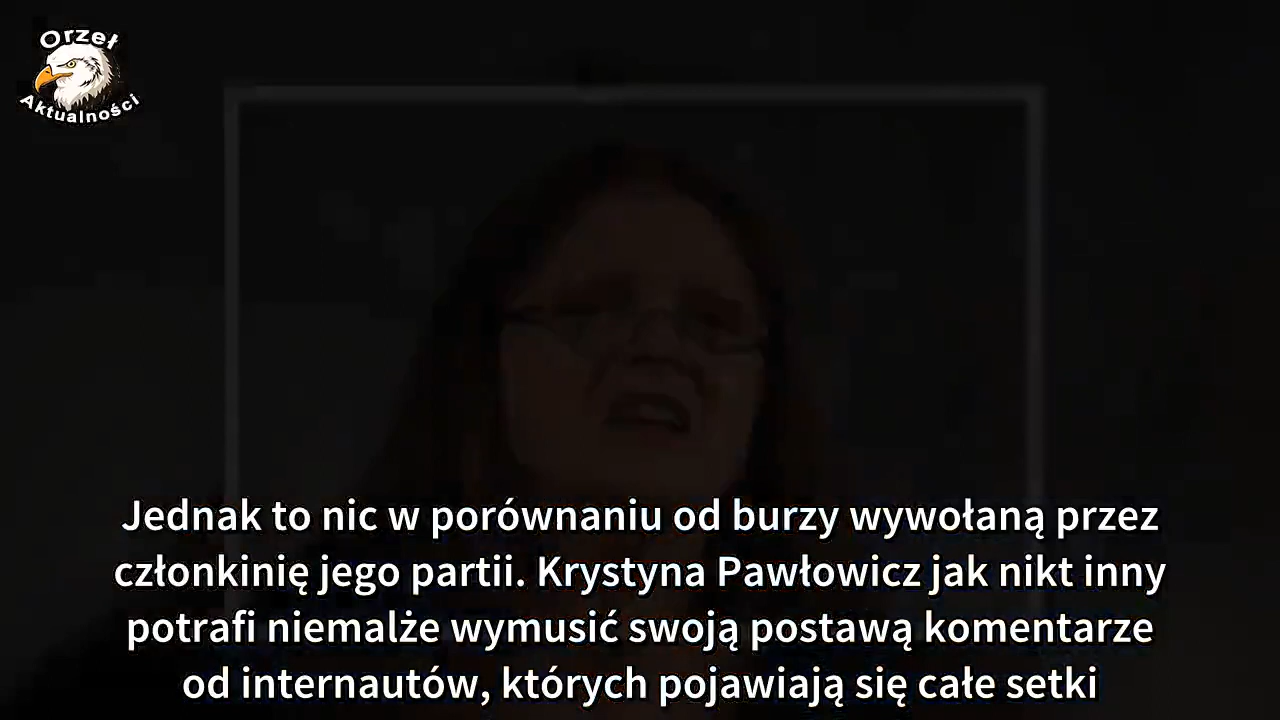 Orzeł
Aktualności
Jednak to nic w porównaniu od burzy wywołaną przez
członkinię jego partii. Krystyna Pawłowicz jak nikt inny
potrafi niemalże wymusić swoją postawą komentarze
od internautów, których pojawiają się całe setki